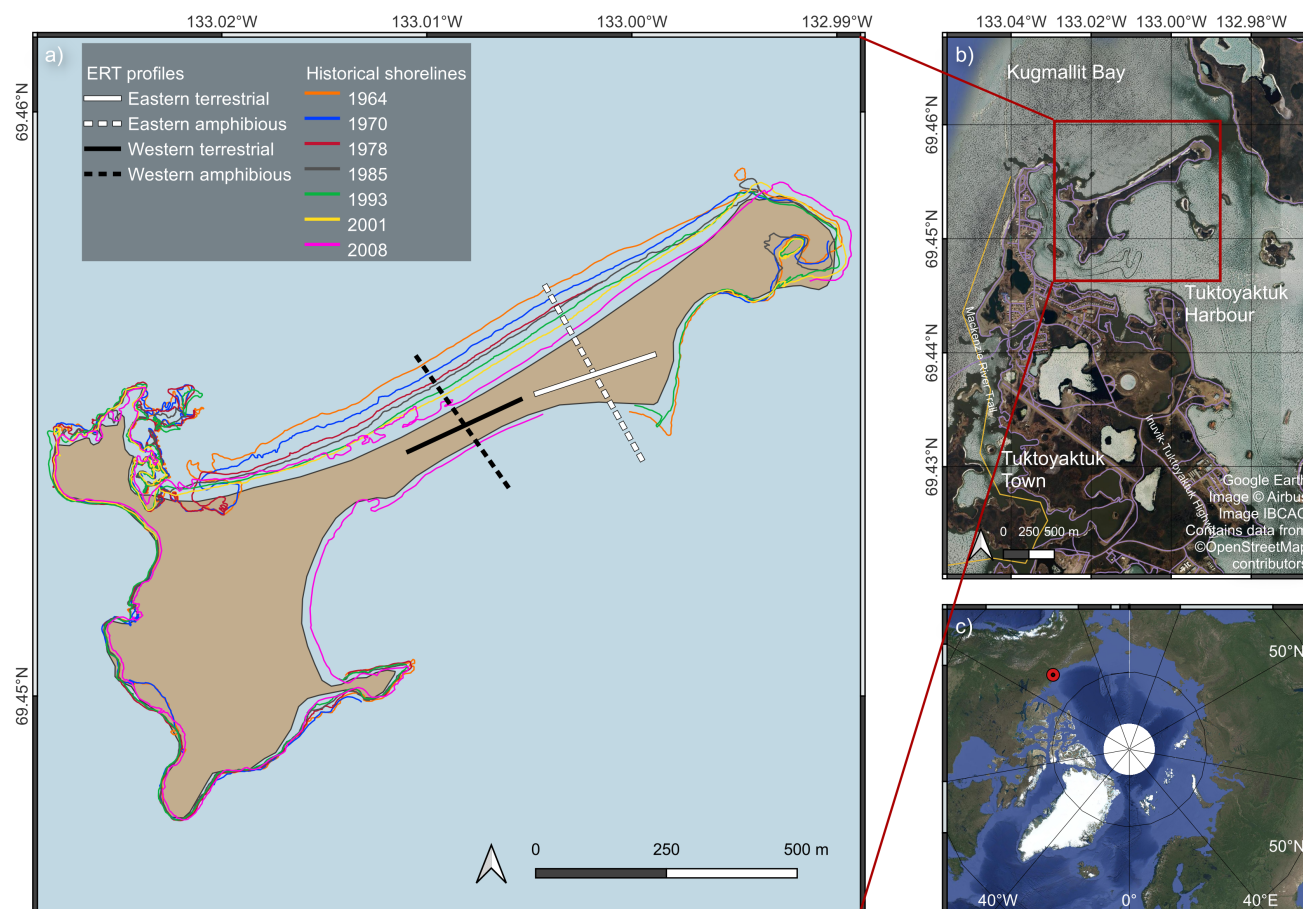 133.02°W
133.01°W
133.00°W
132.99°W
a)
69.46°N
69.45°N
ERT profiles
Eastern terrestrial
Eastern amphibious
Western terrestrial
Western amphibious
Historical shorelines
1964
1970
1978
1985
1993
2001
2008
0
250
500 m
133.04°W
133.02°W
133.00°W
132.98°W
b)
69.46°N
69.45°N
69.44°N
69.43°N
Kugmallit Bay
Tuktoyaktuk
Harbour
Mackenzie River Trail
Inuvik-Tuktoyaktuk Highw
Tuktoyaktuk
Town
0
250
500 m
Google Earth
Image © Airbus
Image IBCAO
Contains data from
©OpenStreetMap
contributors
c)
50°N
50°N
40°W
0°
40°E